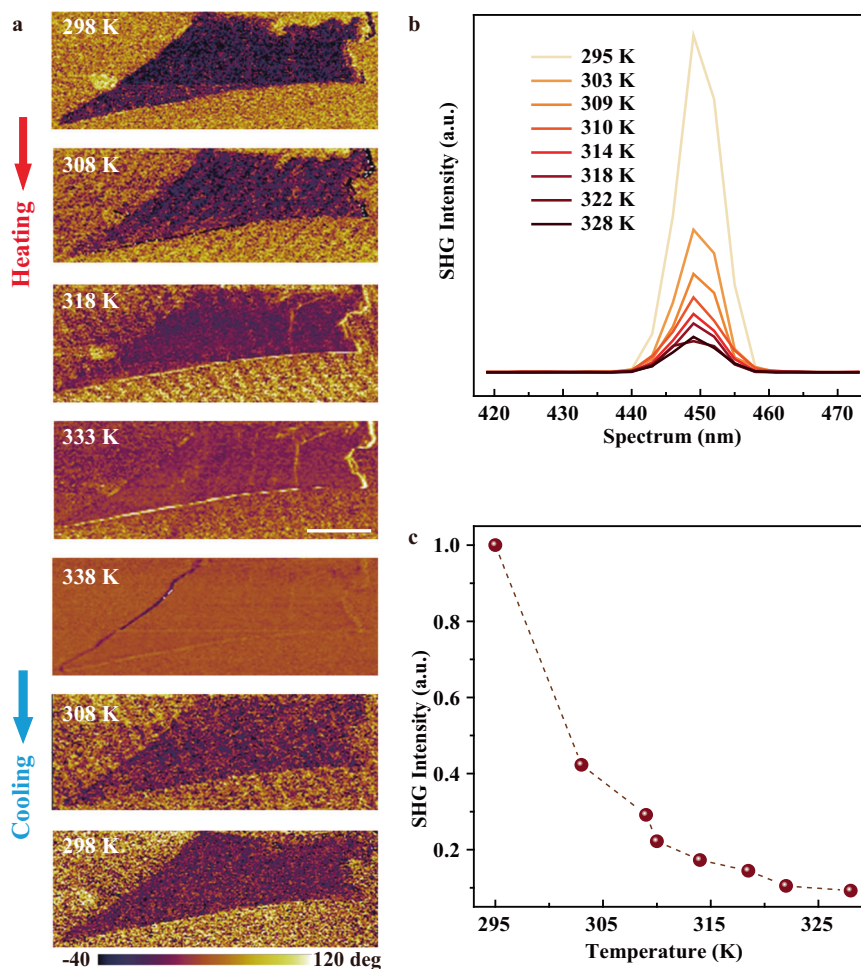 a
298 K
308 K
318 K
333 K
338 K
308 K
298 K
Heating
Cooling
-40
120 deg
b
SHG Intensity (a.u.)
295 K
303 K
309 K
310 K
314 K
318 K
322 K
328 K
420 430 440 450 460 470
Spectrum (nm)
c
SHG Intensity (a.u.)
1.0
0.8
0.6
0.4
0.2
295 305 315 325
Temperature (K)